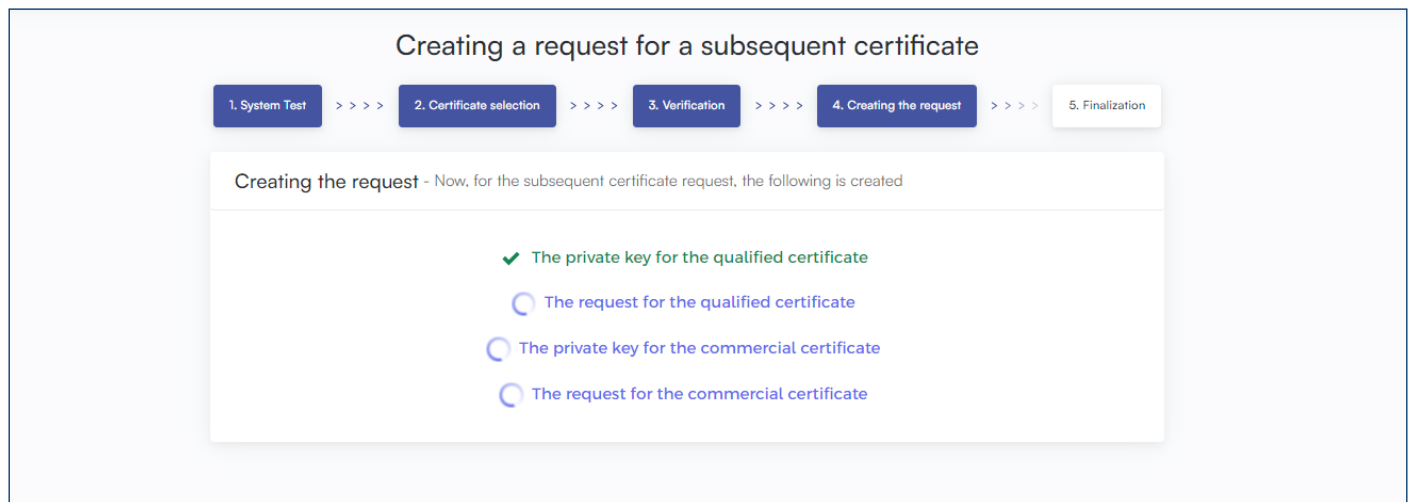 Creating a request for a subsequent certificate
1. System Test > > > > 2. Certificate selection > > > > 3. Verification > > > > 4. Creating the request > > > > 5. Finalization
Creating the request - Now, for the subsequent certificate request, the following is created
The private key for the qualified certificate
The request for the qualified certificate
The private key for the commercial certificate
The request for the commercial certificate